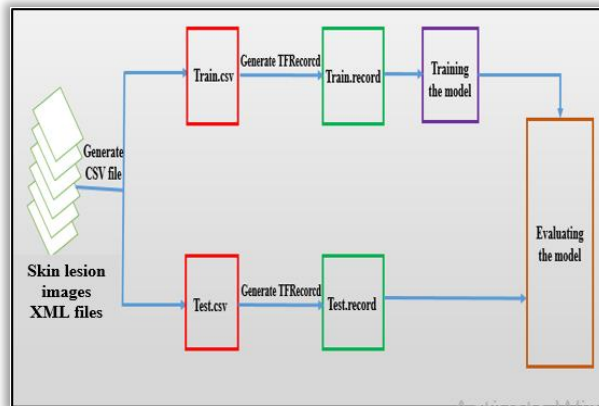 Generate TFRecorcd
Train.csv
Train.record
Training
the model
Generate
CSV file
Evaluating
the model
Skin lesion
images
XML files
Generate TFRecorcd
Test.csv
Test.record